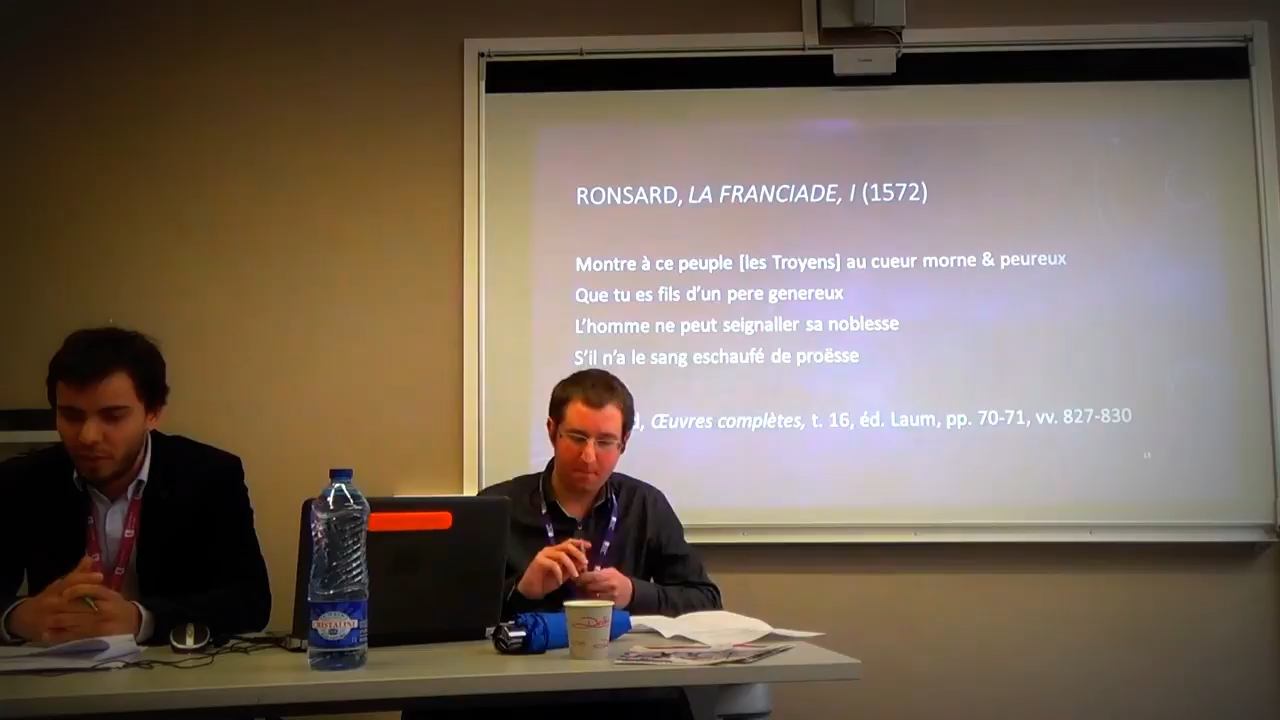 RONSARD, LA FRANCIADE, I (1572)
Montre à ce peuple [les Troyens] au cueur morne & peureux
Que tu es fils d'un pere genereux
L'homme ne peut seignaller sa noblesse
S'il n'a le sang eschaufé de proësse
d, Œuvres complètes, t. 16, éd. Laum, pp. 70-71, vv. 827-830